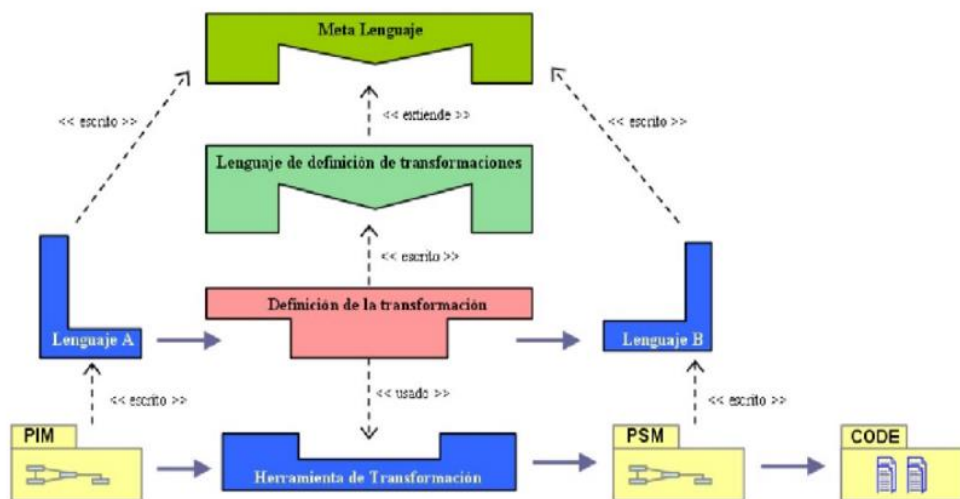 Meta Lenguaje
<< escrito >>
<< extiende >>
<< escrito >>
Lenguaje de definición de transformaciones
<< escrito >>
Definición de la transformación
Lenguaje A
Lenguaje B
<< escrito >>
<< usado >>
<< escrito >>
PIM
PSM
CODE
Herramienta de Transformación